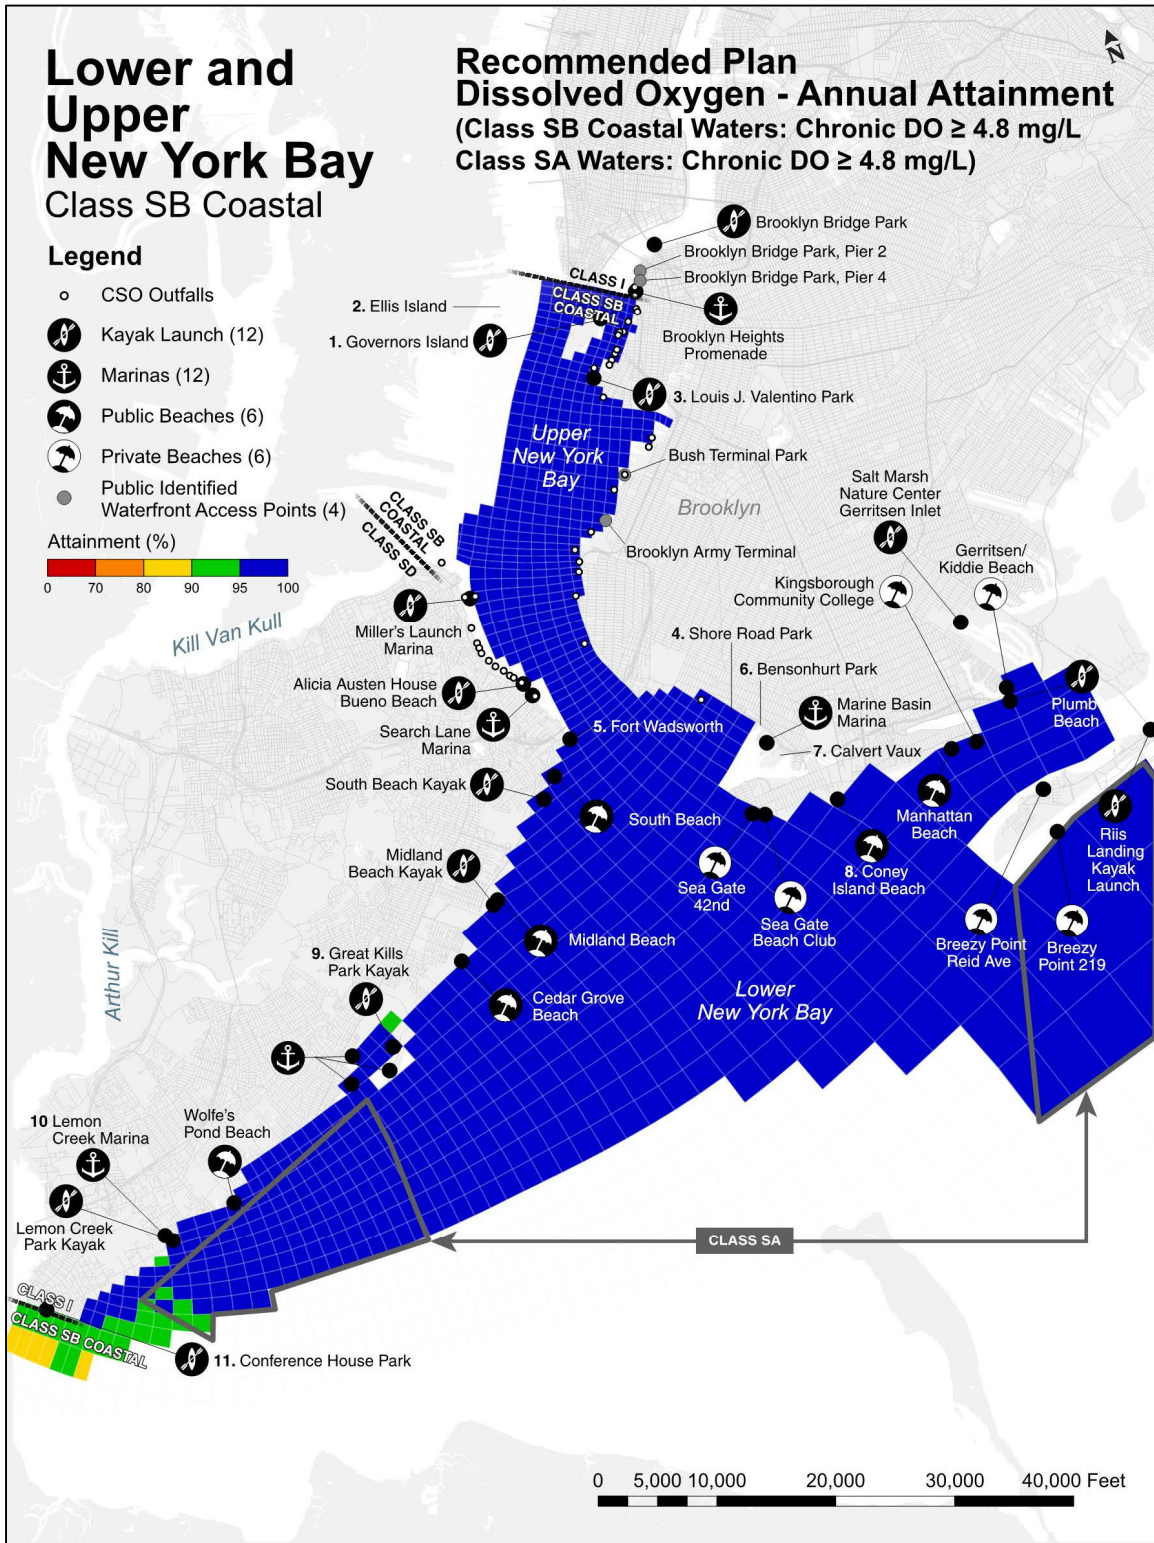 Lower and
Upper
New York Bay
Class SB Coastal
Recommended Plan
Dissolved Oxygen - Annual Attainment
(Class SB Coastal Waters: Chronic DO ≥ 4.8 mg/L
Class SA Waters: Chronic DO ≥ 4.8 mg/L)
N
Legend
CSO Outfalls
Kayak Launch (12)
Marinas (12)
Public Beaches (6)
Private Beaches (6)
Public Identified
Waterfront Access Points (4)
Attainment (%)
0 70 80 90 95 100
Brooklyn Bridge Park
Brooklyn Bridge Park, Pier 2
Brooklyn Bridge Park, Pier 4
CLASS I
CLASS SB
COASTAL
2. Ellis Island
1. Governors Island
Brooklyn Heights
Promenade
3. Louis J. Valentino Park
Upper
New York
Bay
Bush Terminal Park
Brooklyn
Salt Marsh
Nature Center
Gerritsen Inlet
CLASS SB
COASTAL
CLASS SD
Brooklyn Army Terminal
Gerritsen/
Kiddie Beach
Kingsborough
Community College
Kill Van Kull
Miller's Launch
Marina
4. Shore Road Park
6. Bensonhurt Park
Alicia Austen House
Bueno Beach
Marine Basin
Marina
Plumb
Beach
Search Lane
Marina
5. Fort Wadsworth
7. Calvert Vaux
South Beach Kayak
South Beach
Manhattan
Beach
Riis
Landing
Kayak
Launch
Midland
Beach Kayak
Sea Gate
42nd
8. Coney
Island Beach
Sea Gate
Beach Club
Breezy Point
Reid Ave
Breezy
Point 219
Arthur Kill
9. Great Kills
Park Kayak
Midland Beach
Cedar Grove
Beach
Lower
New York Bay
10 Lemon
Creek Marina
Wolfe's
Pond Beach
Lemon Creek
Park Kayak
CLASS SA
CLASS I
CLASS SB COASTAL
11. Conference House Park
0 5,000 10,000 20,000 30,000 40,000 Feet